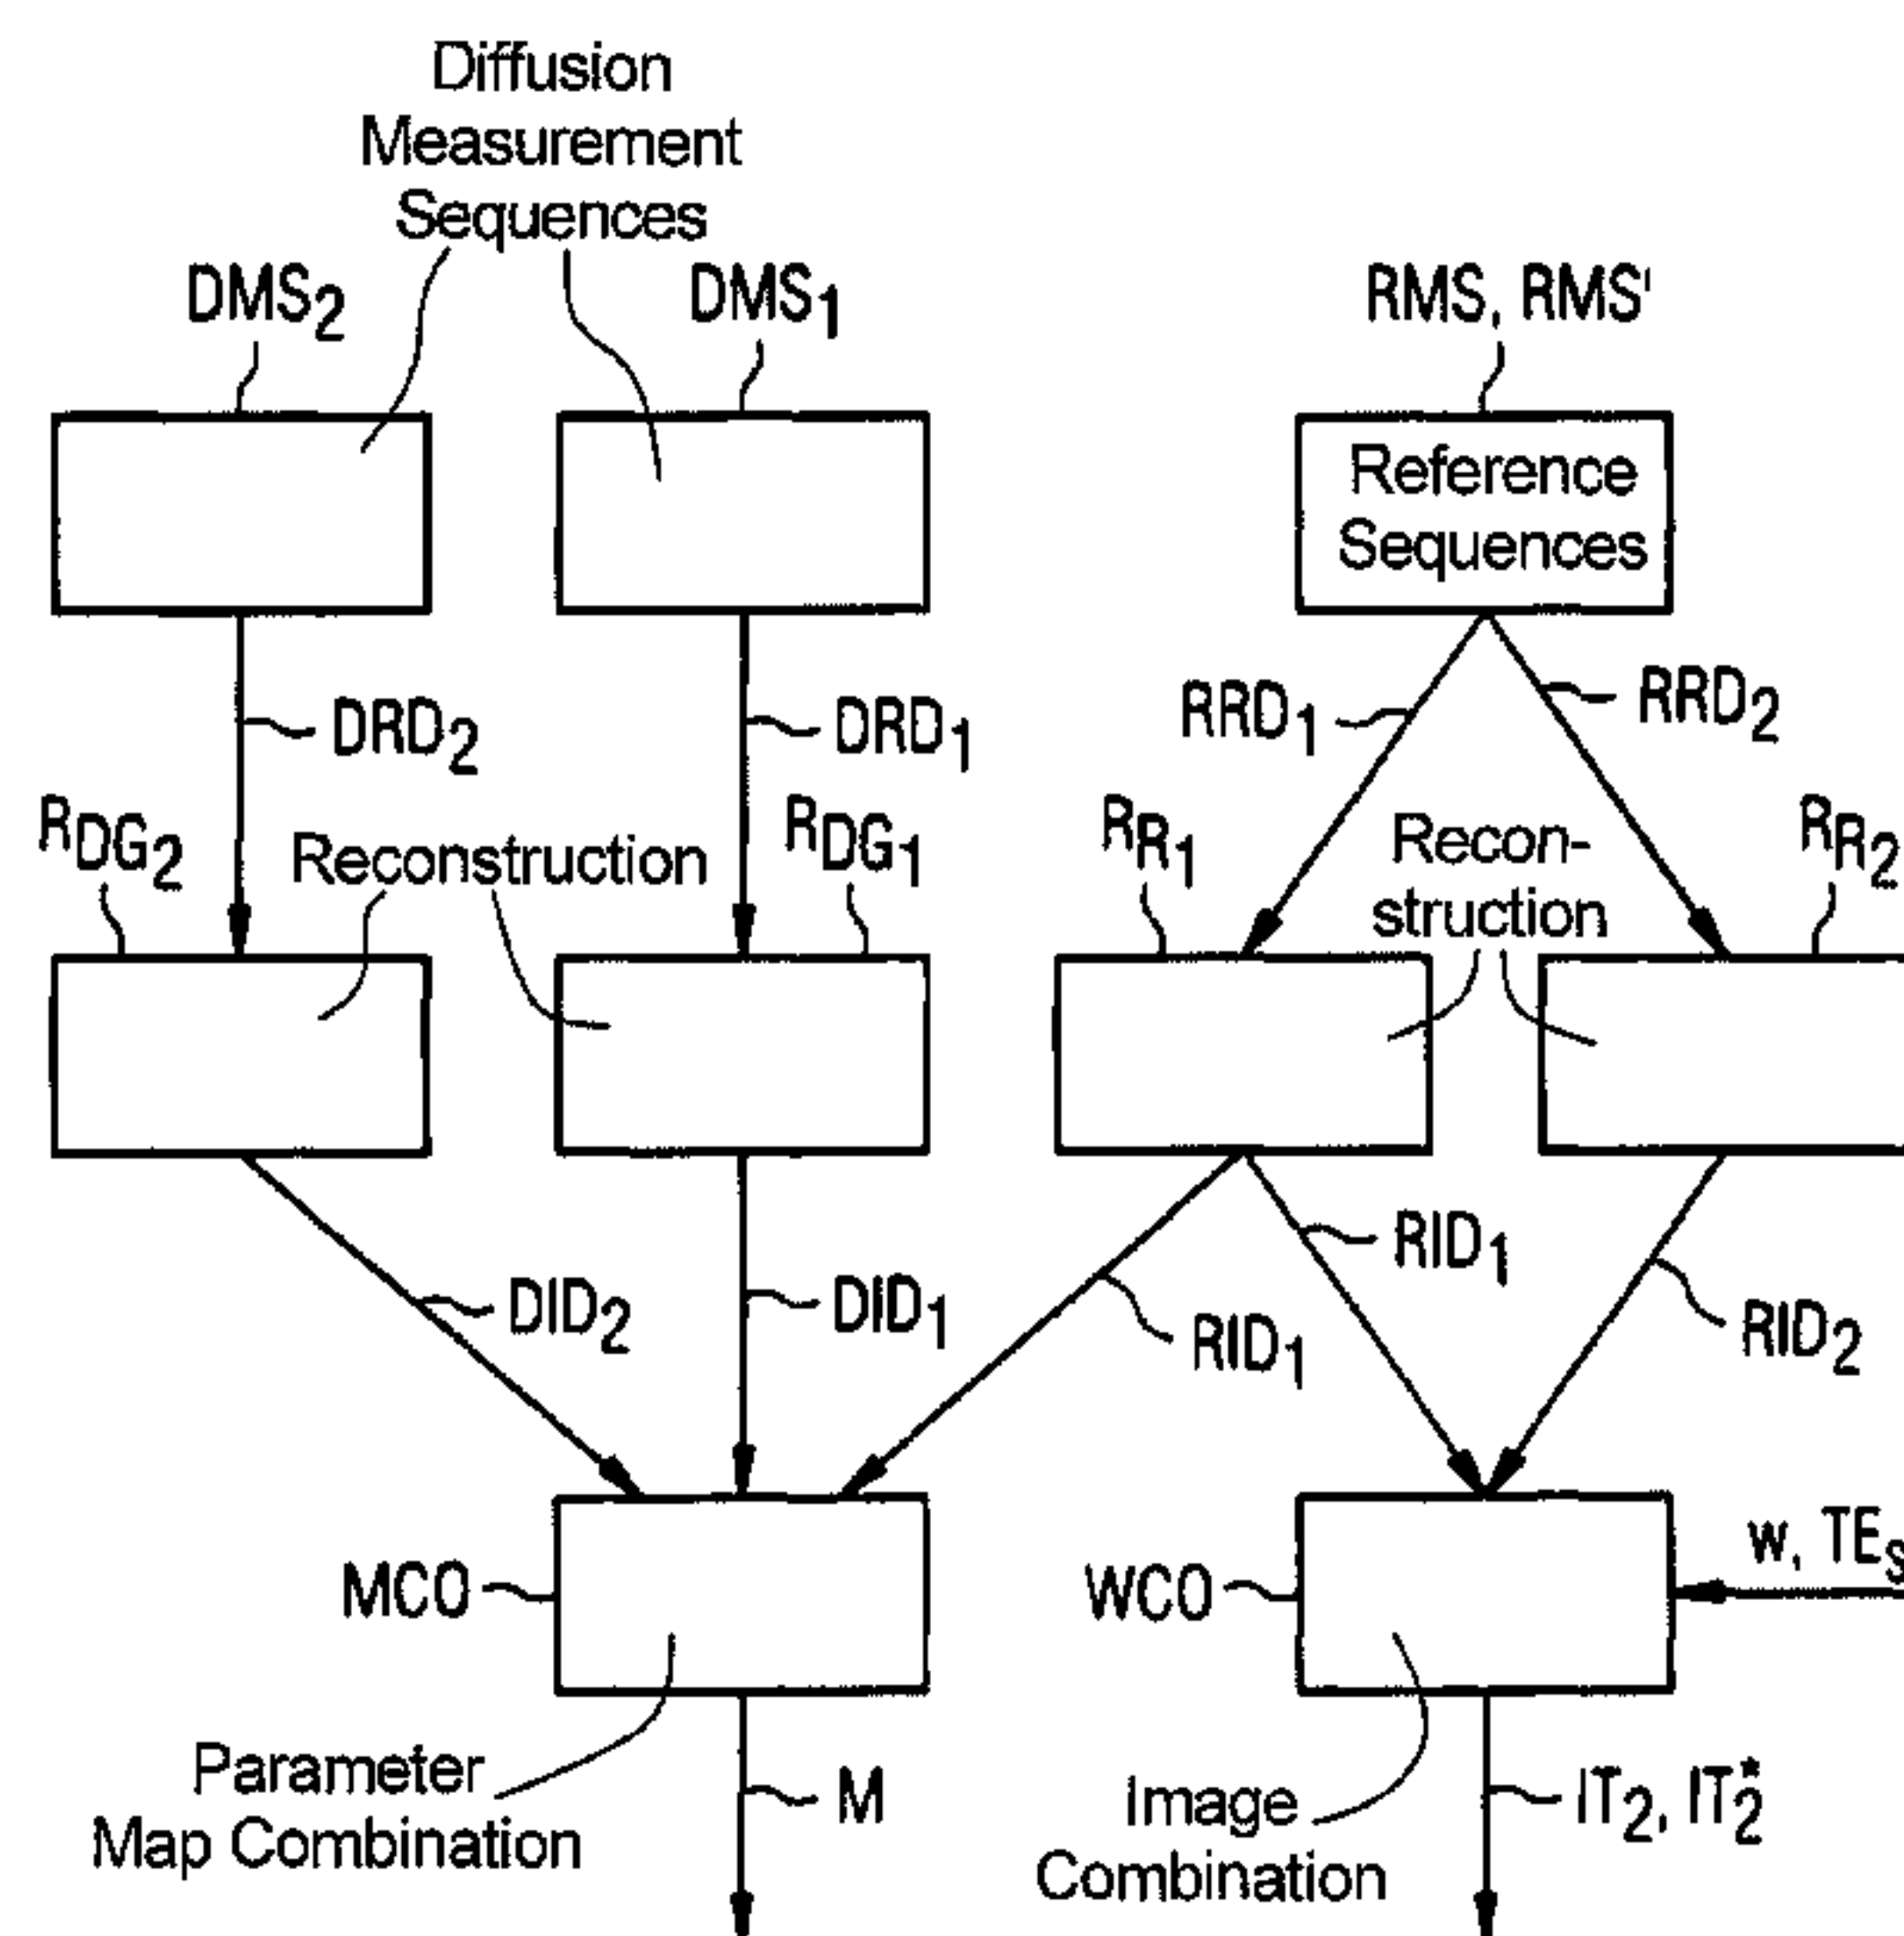 Diffusion
Measurement
Sequences
DMS2
DMS1
RMS, RMS'
Reference
Sequences
DRD2
DRD1
RRD1
RRD2
RDG2
Reconstruction
RDG1
RR1
Recon-
struction
RR2
DID2
DID1
RID1
RID1
RID2
MCO
WCO
w, TES
Parameter
Map Combination
M
Image
Combination
IT2, IT2*